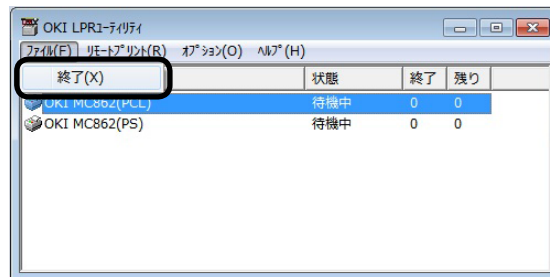 OKI LPRユーティリティ
ファイル(F) リモートプリント(R) オプション(O) ヘルプ(H)
終了(X) 状態 終了 残り
OKI MC862(PCL) 待機中 0 0
OKI MC862(PS) 待機中 0 0